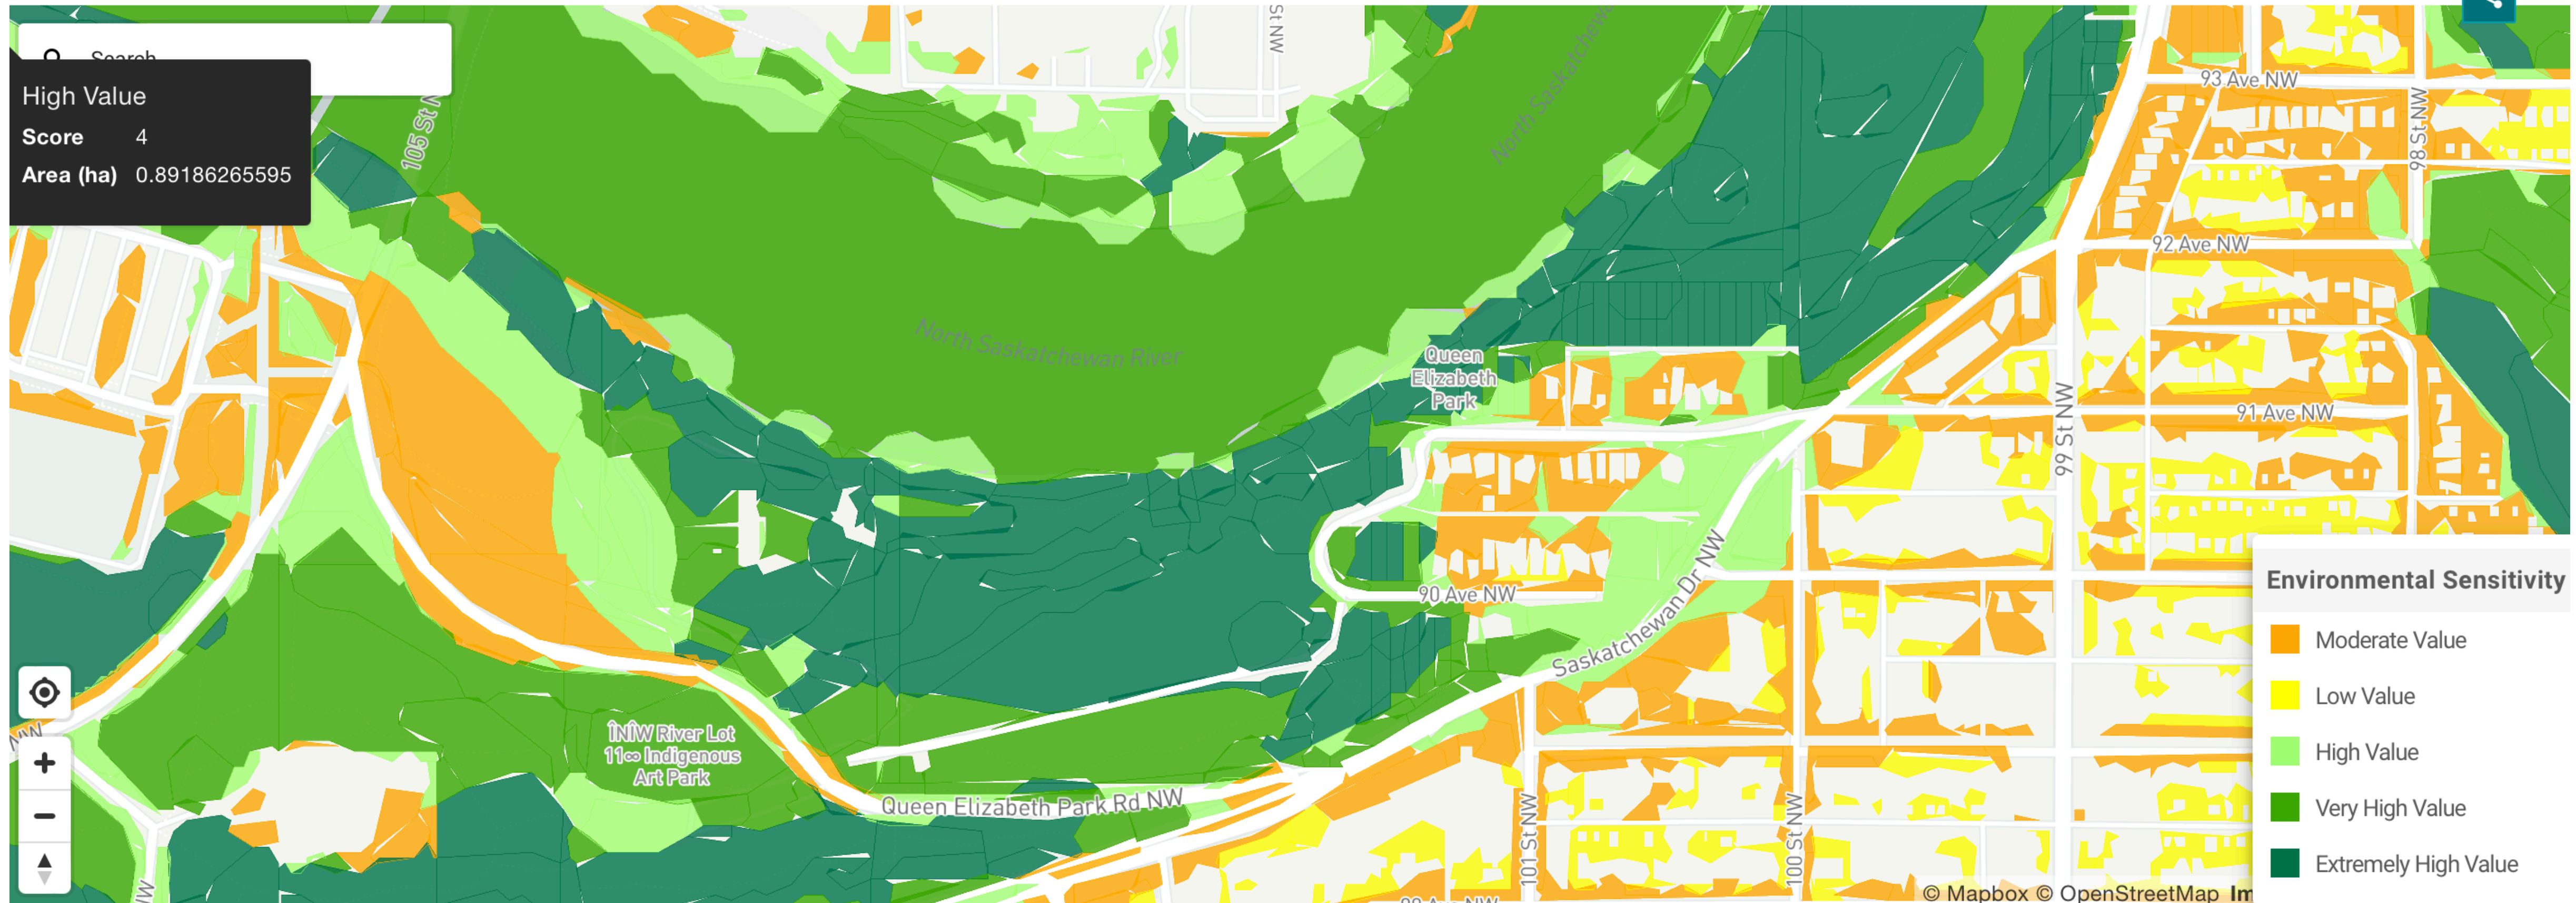 Search
High Value
Score 4
Area (ha) 0.89186265595
105 St N
St NW
North Saskatchewan River
North Saskatchew
Queen
Elizabeth
Park
93 Ave NW
98 St NW
92 Ave NW
91 Ave NW
99 St NW
90 Ave NW
Saskatchewan Dr NW
ÎNÎW River Lot
11∞ Indigenous
Art Park
Queen Elizabeth Park Rd NW
101 St NW
100 St NW
NW
Environmental Sensitivity
Moderate Value
Low Value
High Value
Very High Value
Extremely High Value
© Mapbox © OpenStreetMap Im